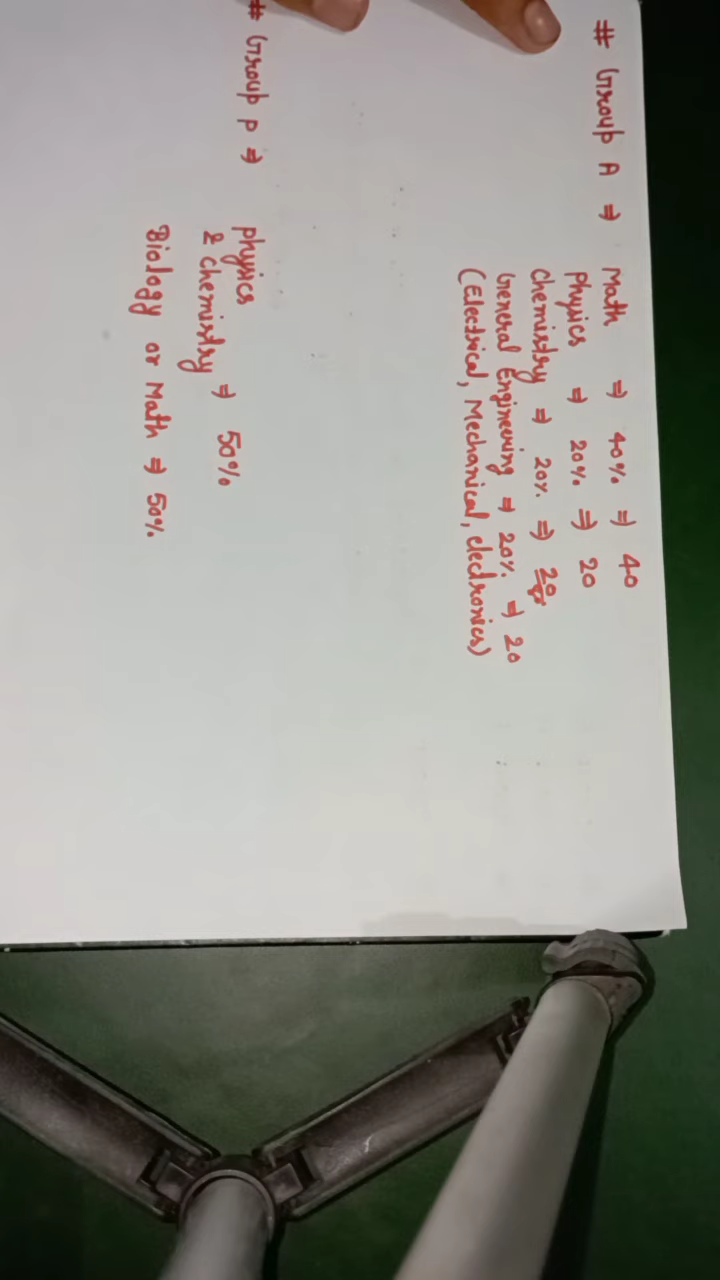 # Group A ⇒ Math ⇒ 40% ⇒ 40
Physics ⇒ 20% ⇒ 20
Chemistry ⇒ 20% ⇒ 20
General Engineering ⇒ 20% ⇒ 20
(Electrical, Mechanical, electronics)
# Group P ⇒ Physics
& Chemistry ⇒ 50%
Biology or Math ⇒ 50%